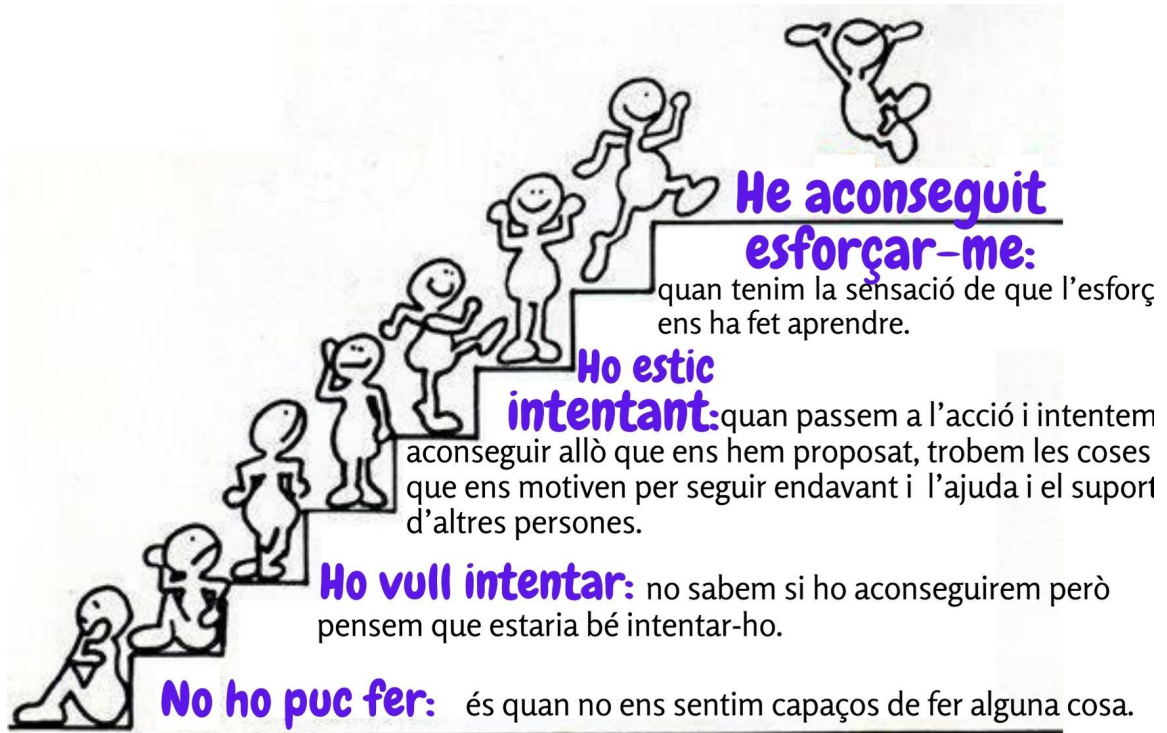 He aconseguit
esforçar-me:
quan tenim la sensació de que l'esforç
ens ha fet aprendre.
Ho estic
intentant: quan passem a l'acció i intentem
aconseguir allò que ens hem proposat, trobem les coses
que ens motiven per seguir endavant i l'ajuda i el suport
d'altres persones.
Ho vull intentar: no sabem si ho aconseguirem però
pensem que estaria bé intentar-ho.
No ho puc fer: és quan no ens sentim capaços de fer alguna cosa.